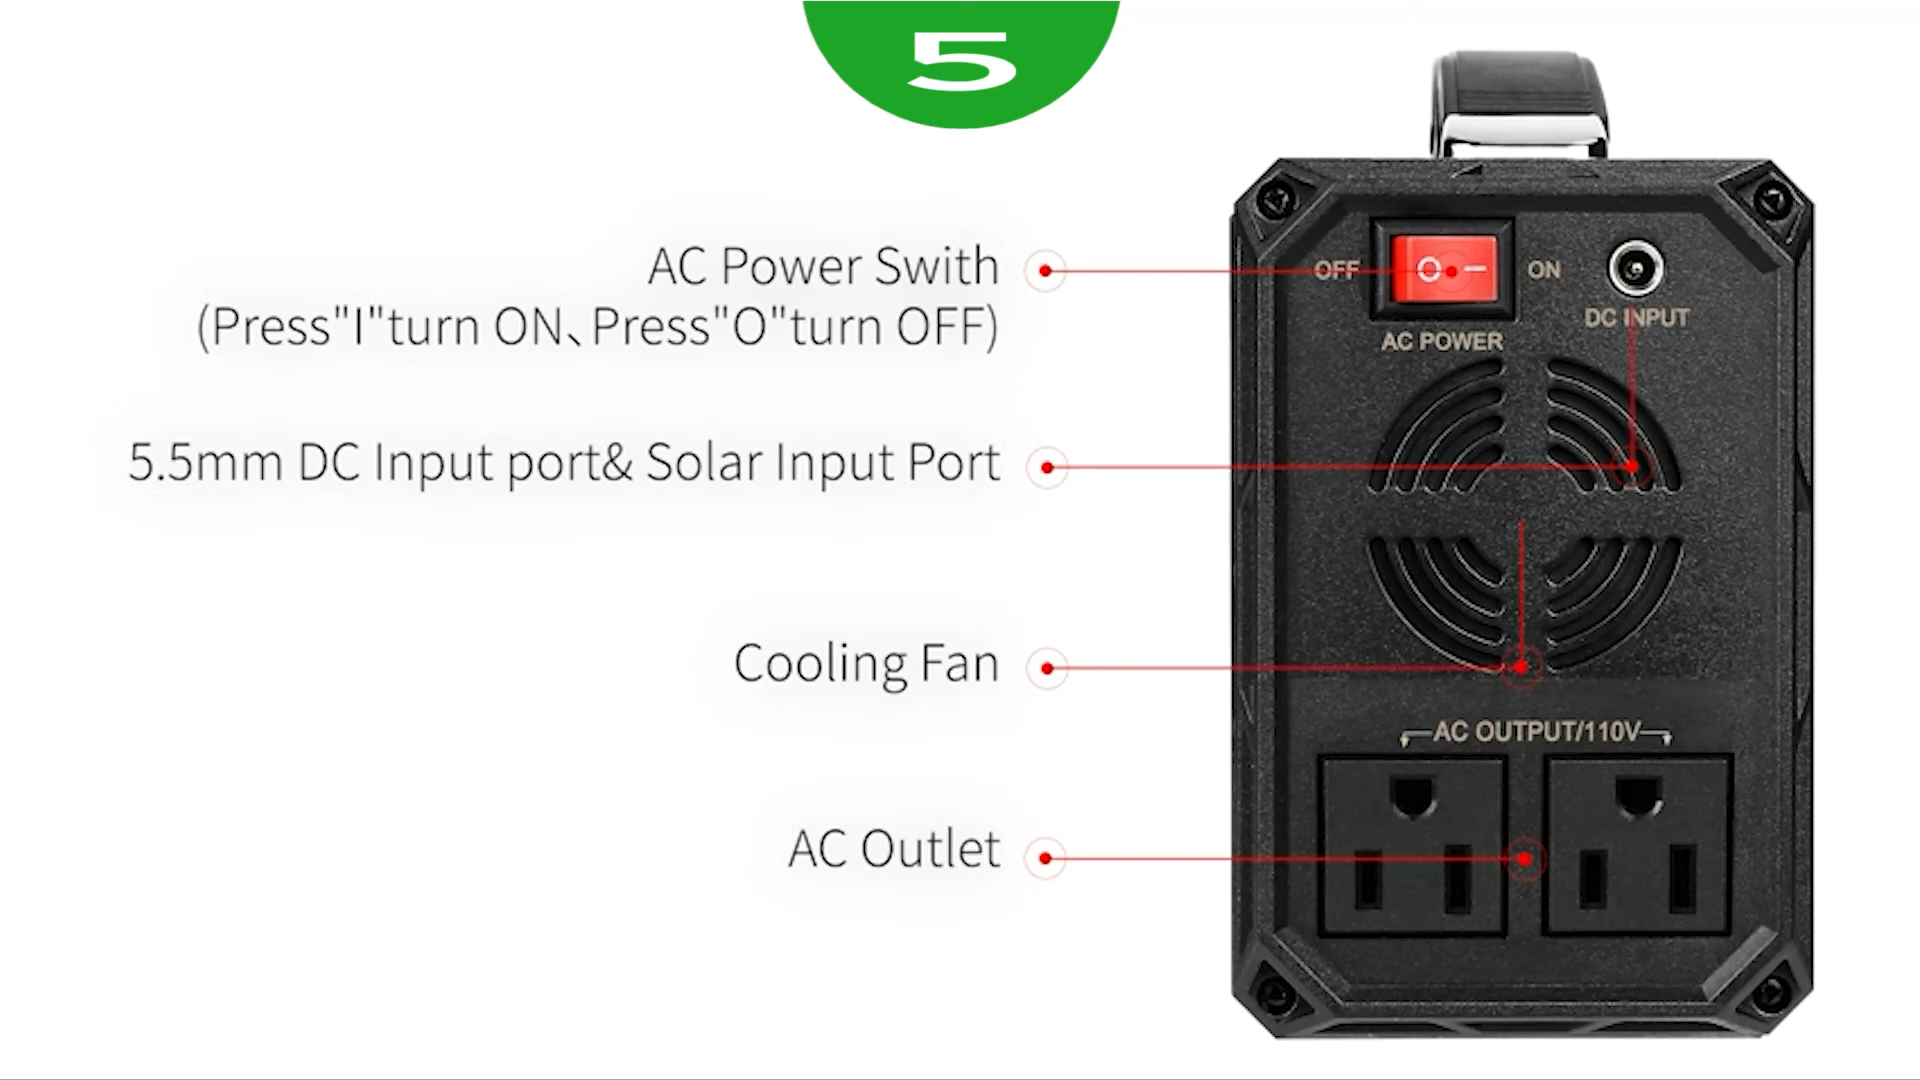 5
AC Power Swith
(Press"I"turn ON、Press"O"turn OFF)
5.5mm DC Input port& Solar Input Port
Cooling Fan
AC Outlet
OFF
ON
AC POWER
DC INPUT
AC OUTPUT/110V